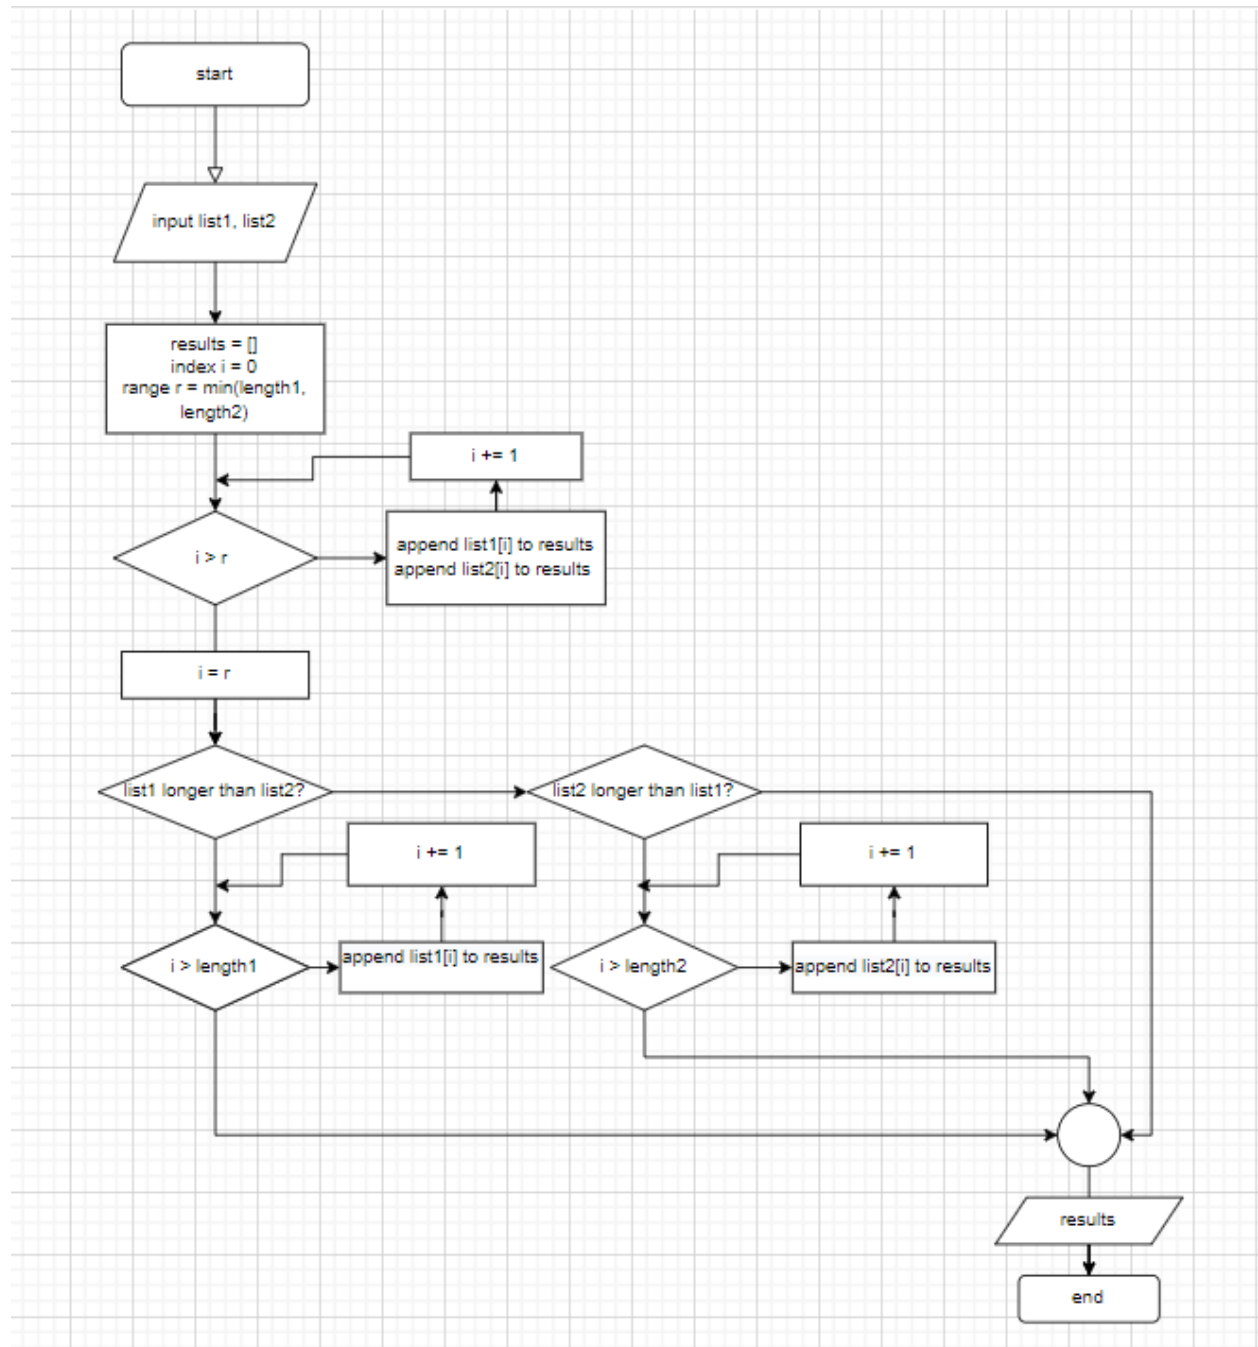 start
input list1, list2
results = []
index i = 0
range r = min(length1,
length2)
i += 1
i > r
append list1[i] to results
append list2[i] to results
i = r
list1 longer than list2?
list2 longer than list1?
i += 1
i += 1
i > length1
append list1[i] to results
i > length2
append list2[i] to results
results
end